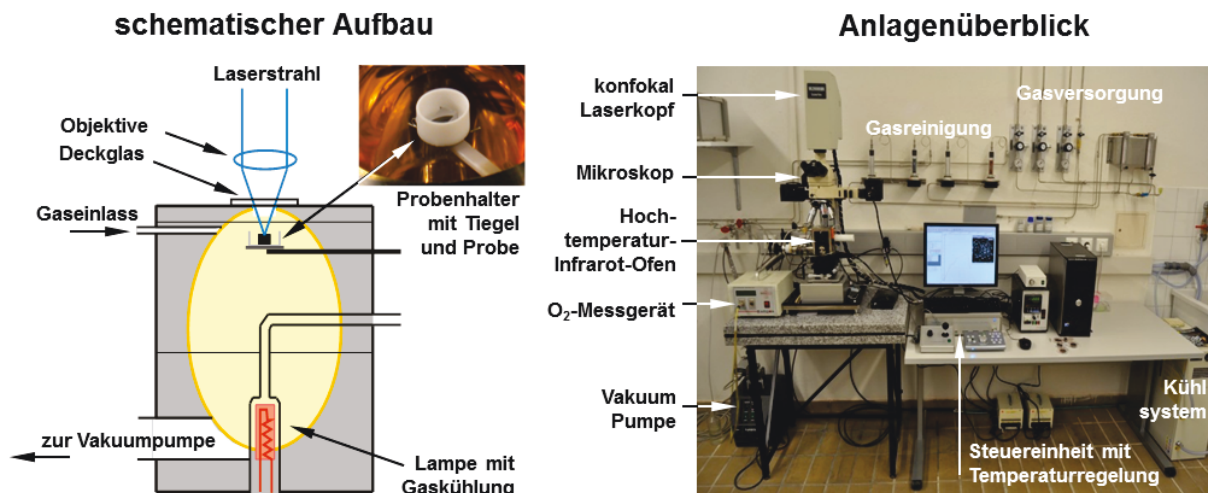 schematischer Aufbau
Laserstrahl
Objektive
Deckglas
Gaseinlass
Probenhalter
mit Tiegel
und Probe
zur Vakuumpumpe
Lampe mit
Gaskühlung
Anlagenüberblick
konfokal
Laserkopf
Gasversorgung
Gasreinigung
Mikroskop
Hoch-
temperatur-
Infrarot-Ofen
O₂-Messgerät
Vakuum
Pumpe
Kühl
system
Steuereinheit mit
Temperaturregelung